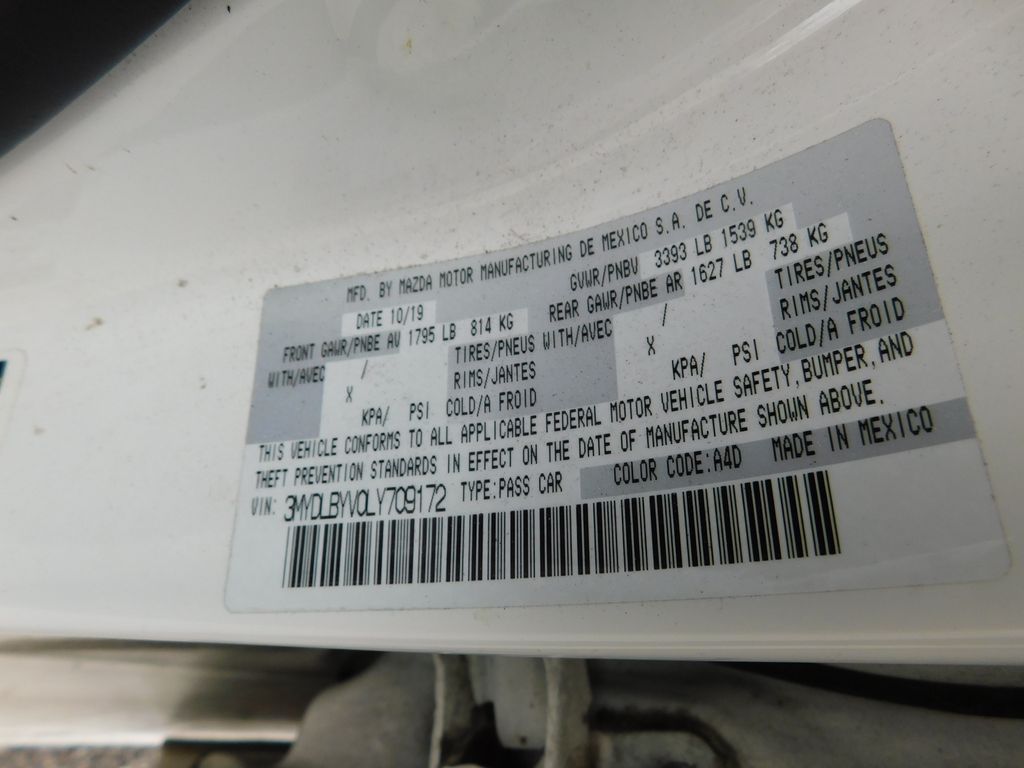 MFD. BY MAZDA MOTOR MANUFACTURING DE MEXICO S.A. DE C.V.
DATE 10/19 GVWR/PNBV 3393 LB 1539 KG
FRONT GAWR/PNBE AV 1795 LB 814 KG REAR GAWR/PNBE AR 1627 LB 738 KG
WITH/AVEC / TIRES/PNEUS WITH/AVEC / TIRES/PNEUS
X RIMS/JANTES X RIMS/JANTES
KPA/ PSI COLD/A FROID KPA/ PSI COLD/A FROID
THIS VEHICLE CONFORMS TO ALL APPLICABLE FEDERAL MOTOR VEHICLE SAFETY, BUMPER, AND
THEFT PREVENTION STANDARDS IN EFFECT ON THE DATE OF MANUFACTURE SHOWN ABOVE.
VIN: 3MYDLBYV0LY709172 TYPE:PASS CAR COLOR CODE:A4D MADE IN MEXICO